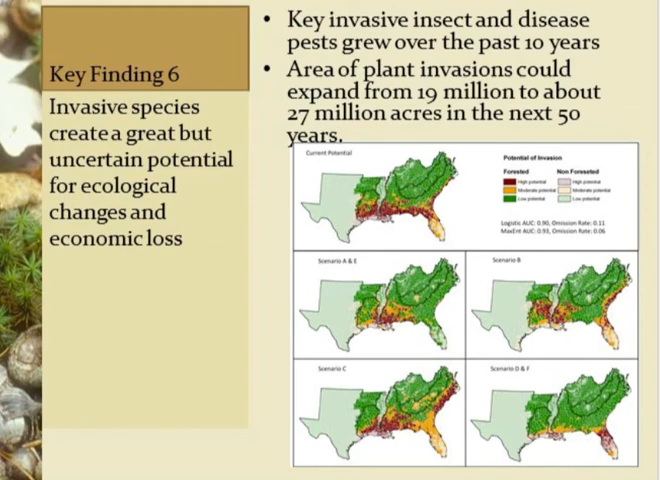 Key Finding 6
Invasive species
create a great but
uncertain potential
for ecological
changes and
economic loss
• Key invasive insect and disease
pests grew over the past 10 years
• Area of plant invasions could
expand from 19 million to about
27 million acres in the next 50
years.
Current Potential
Potential of Invasion
Forested Non Foreseted
High potential High potential
Moderate potential Moderate potential
Low potential Low potential
Logistic AUC: 0.90, Omission Rate: 0.11
MaxEnt AUC: 0.93, Omission Rate: 0.06
Scenario A & E
Scenario B
Scenario C
Scenario D & F